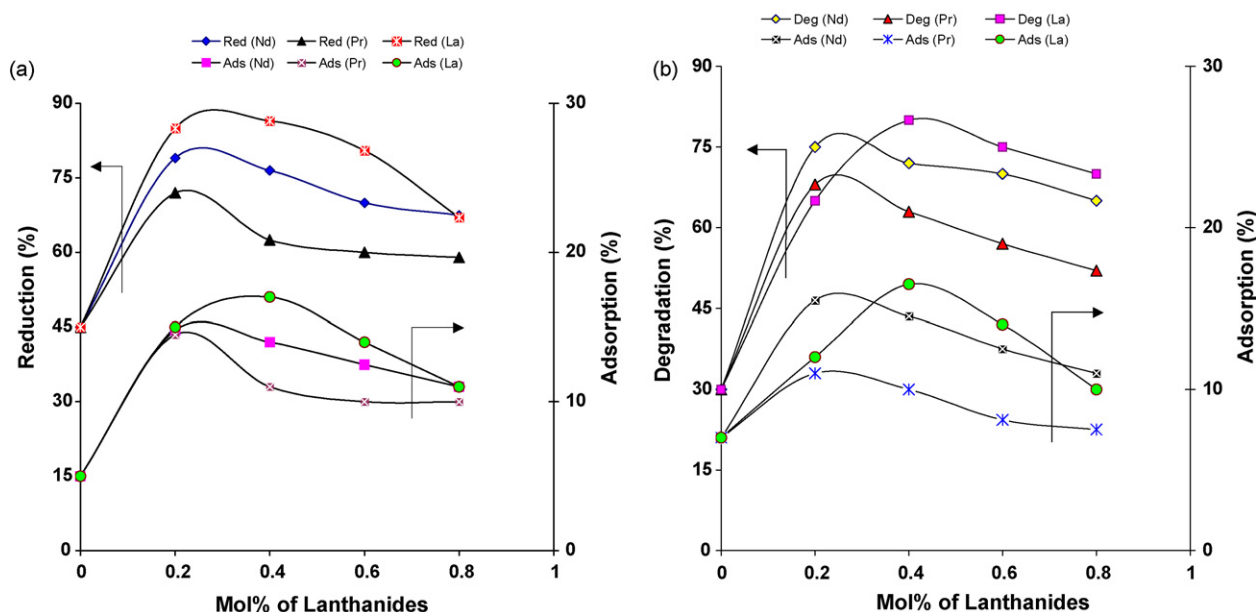 (a)
Red (Nd) Red (Pr) Red (La)
Ads (Nd) Ads (Pr) Ads (La)
90
75
60
45
30
15
0
Reduction (%)
30
20
10
0
Adsorption (%)
0 0.2 0.4 0.6 0.8 1
Mol% of Lanthanides
(b)
Deg (Nd) Deg (Pr) Deg (La)
Ads (Nd) Ads (Pr) Ads (La)
90
75
60
45
30
15
0
Degradation (%)
30
20
10
0
Adsorption (%)
0 0.2 0.4 0.6 0.8 1
Mol% of Lanthanides